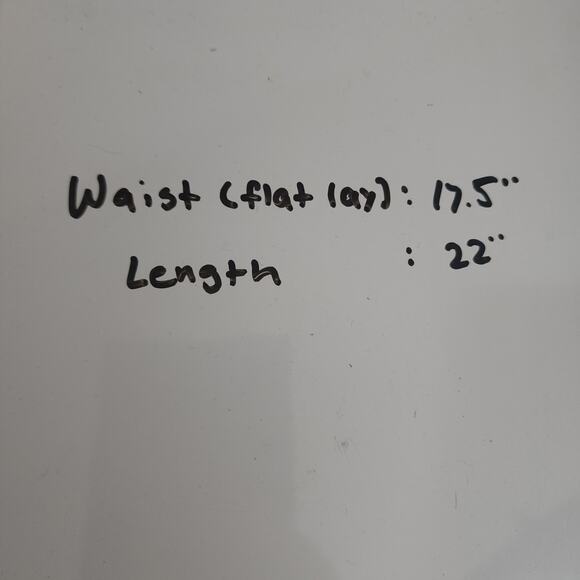 Waist (flat lay): 17.5"
Length : 22"